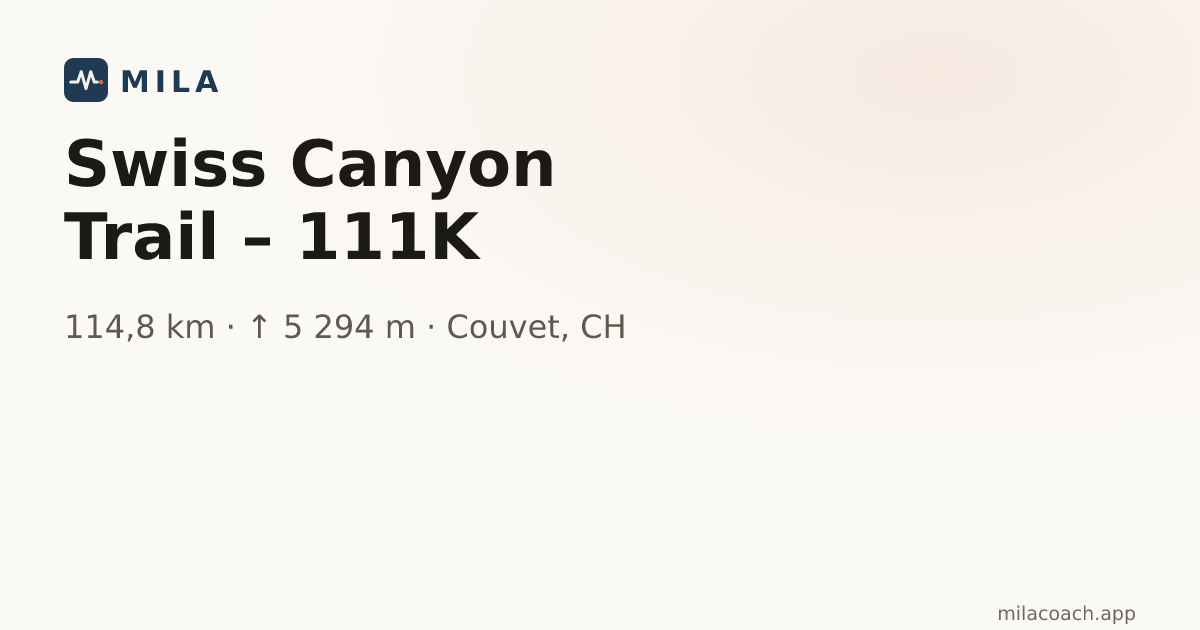 MILA
Swiss Canyon
Trail – 111K
114,8 km · ↑ 5 294 m · Couvet, CH
milacoach.app